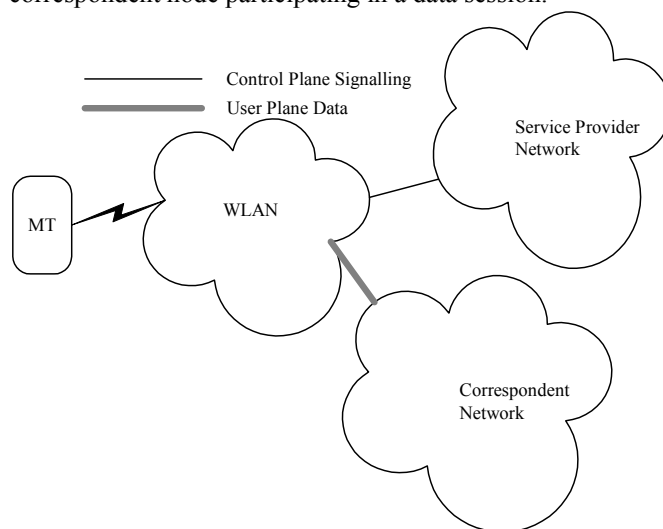 correspondent node participating in a data session.
Control Plane Signalling
User Plane Data
Service Provider
Network
MT
WLAN
Correspondent
Network